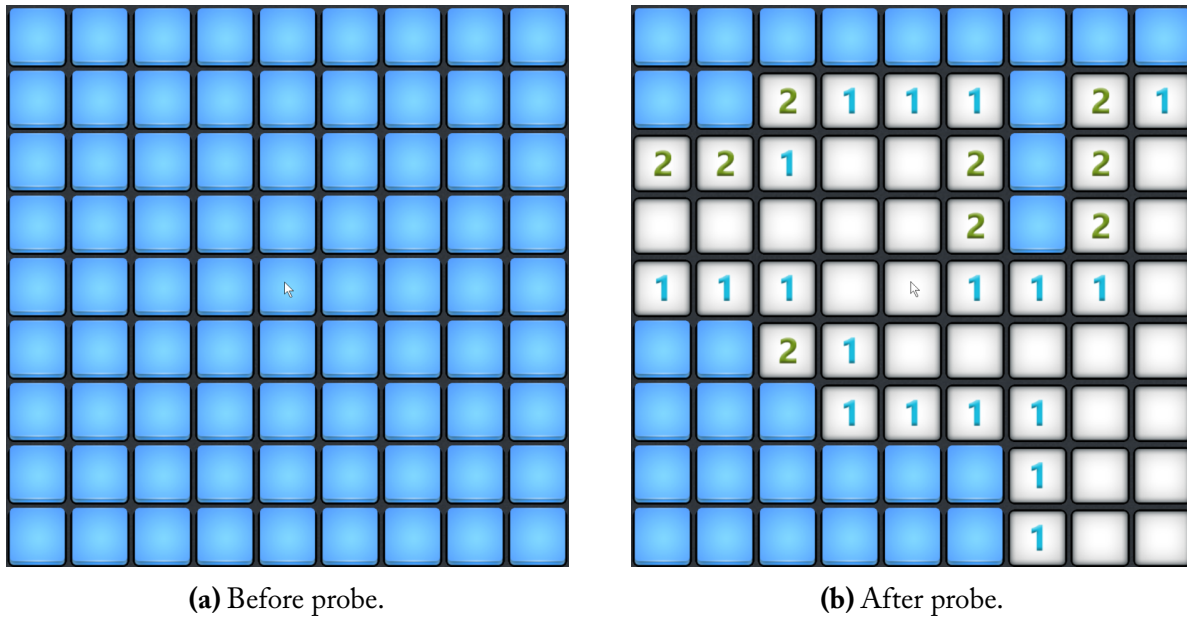 2 1 1 1 2 1
2 2 1 2 2
2 2
1 1 1 1 1 1
2 1
1 1 1 1
1
1
(a) Before probe.
(b) After probe.